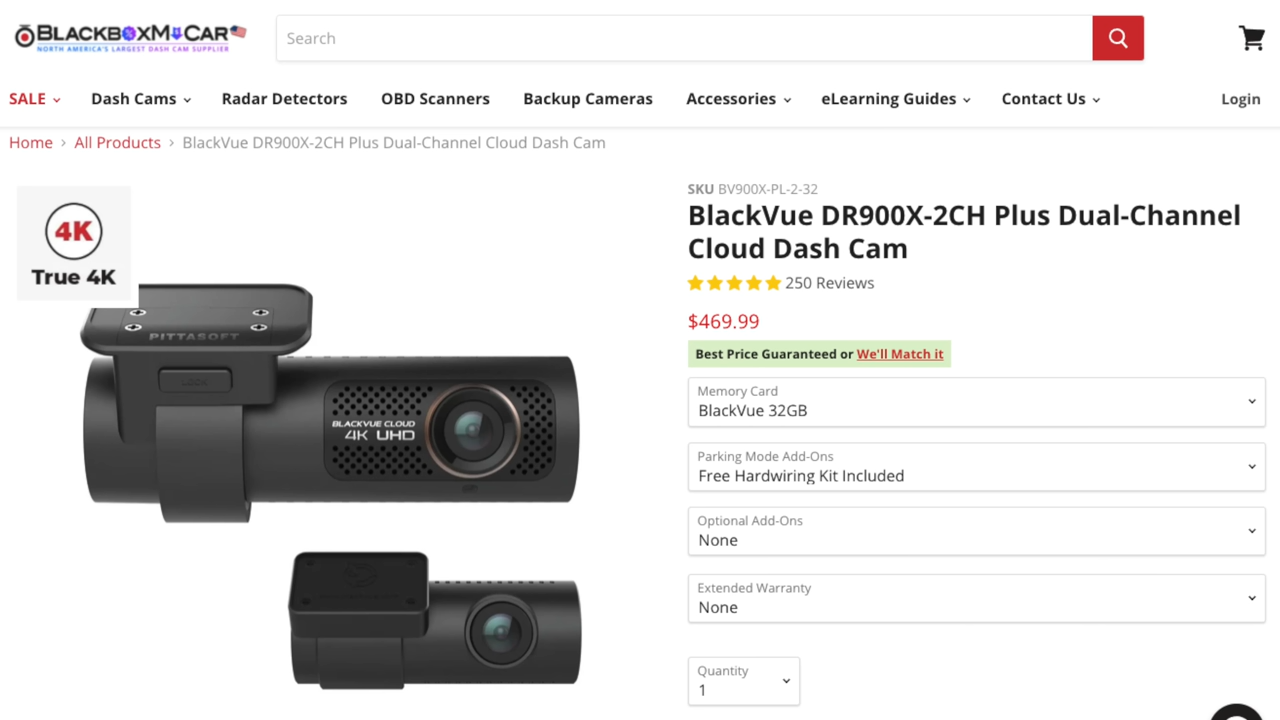 BLACKBOXMYCAR
NORTH AMERICA'S LARGEST DASH CAM SUPPLIER
Search
SALE Dash Cams Radar Detectors OBD Scanners Backup Cameras Accessories eLearning Guides Contact Us Login
Home › All Products › BlackVue DR900X-2CH Plus Dual-Channel Cloud Dash Cam
4K
True 4K
PITTASOFT
LOCK
BLACKVUE CLOUD
4K UHD
SKU BV900X-PL-2-32
BlackVue DR900X-2CH Plus Dual-Channel
Cloud Dash Cam
250 Reviews
$469.99
Best Price Guaranteed or We'll Match it
Memory Card
BlackVue 32GB
Parking Mode Add-Ons
Free Hardwiring Kit Included
Optional Add-Ons
None
Extended Warranty
None
Quantity
1